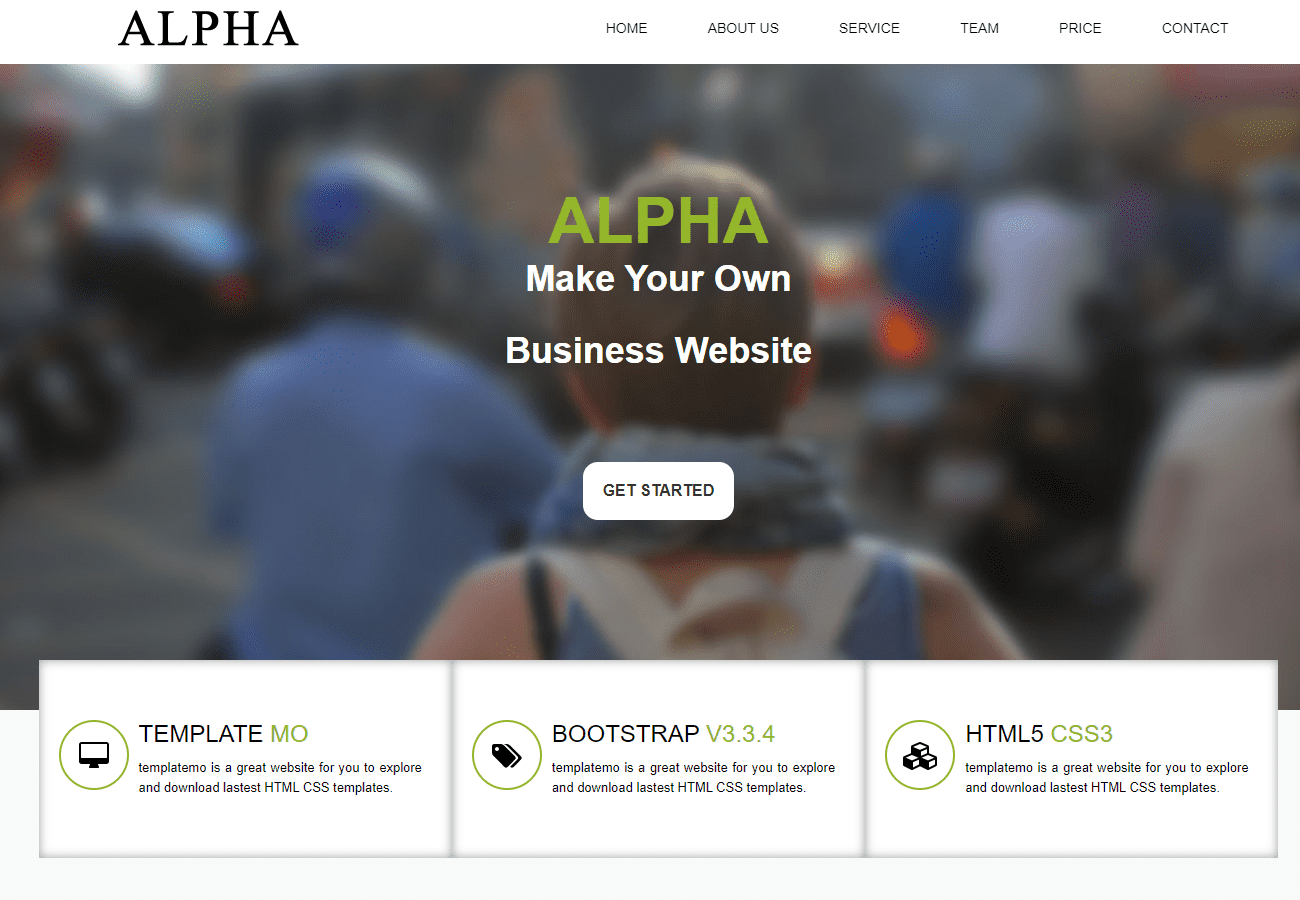 ALPHA
HOME ABOUT US SERVICE TEAM PRICE CONTACT
ALPHA
Make Your Own
Business Website
GET STARTED
TEMPLATE MO
templatemo is a great website for you to explore
and download lastest HTML CSS templates.
BOOTSTRAP V3.3.4
templatemo is a great website for you to explore
and download lastest HTML CSS templates.
HTML5 CSS3
templatemo is a great website for you to explore
and download lastest HTML CSS templates.